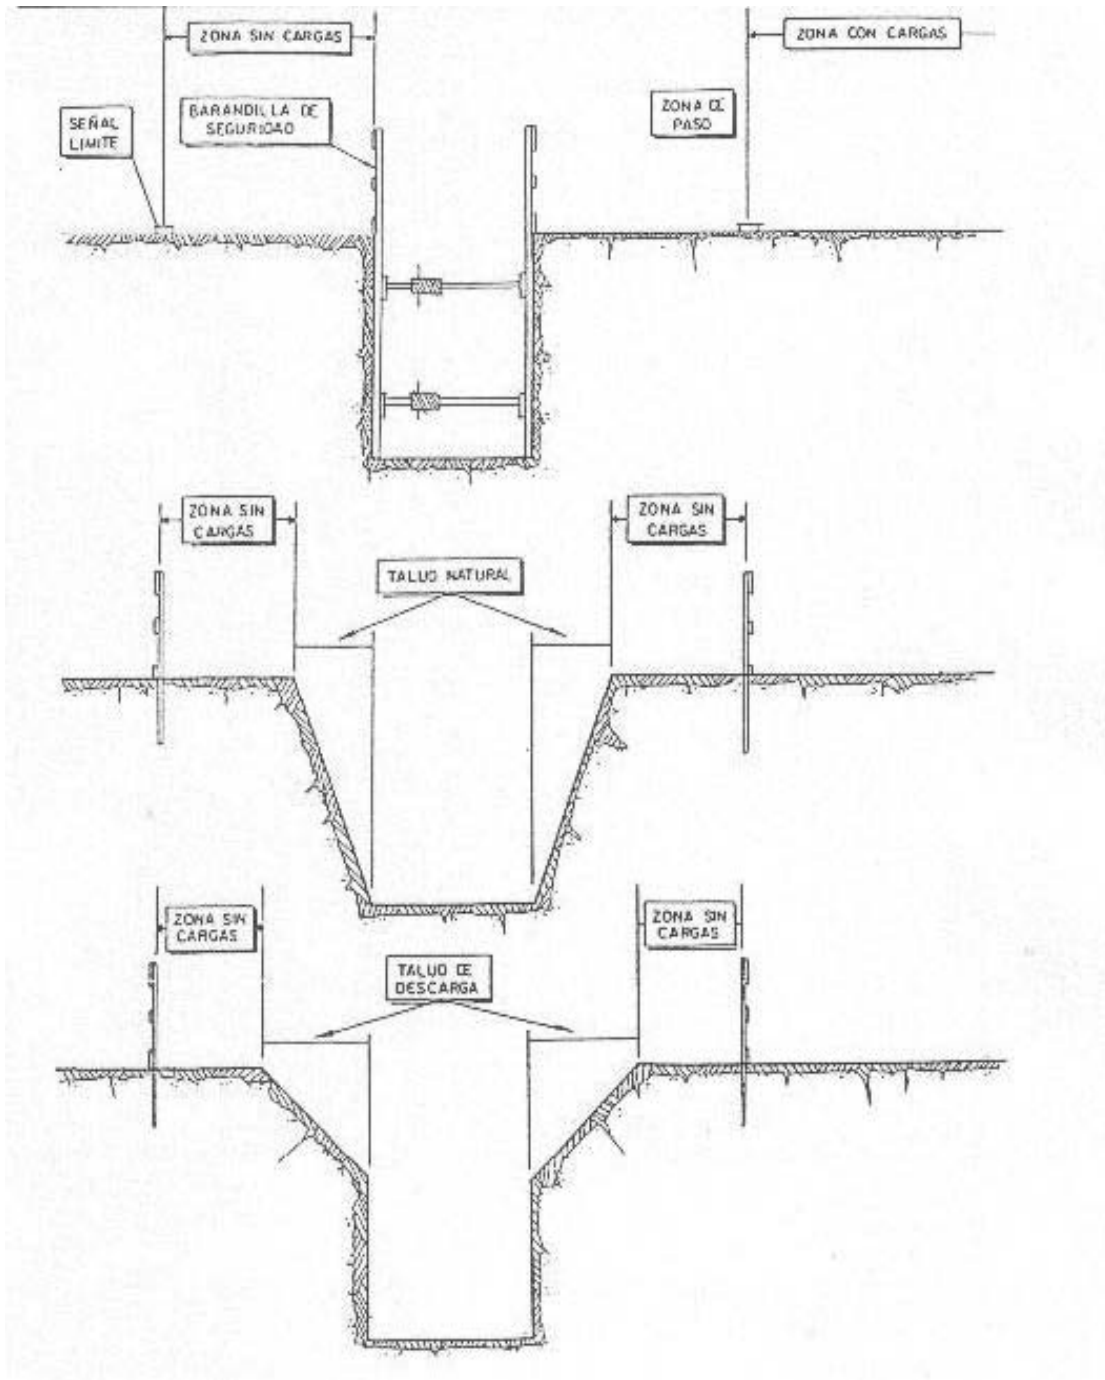 ZONA SIN CARGAS
ZONA CON CARGAS
SEÑAL
LIMITE
BARANDILLA DE
SEGURIDAD
ZONA DE
PASO
ZONA SIN
CARGAS
ZONA SIN
CARGAS
TALUD NATURAL
ZONA SIN
CARGAS
ZONA SIN
CARGAS
TALUD DE
DESCARGA